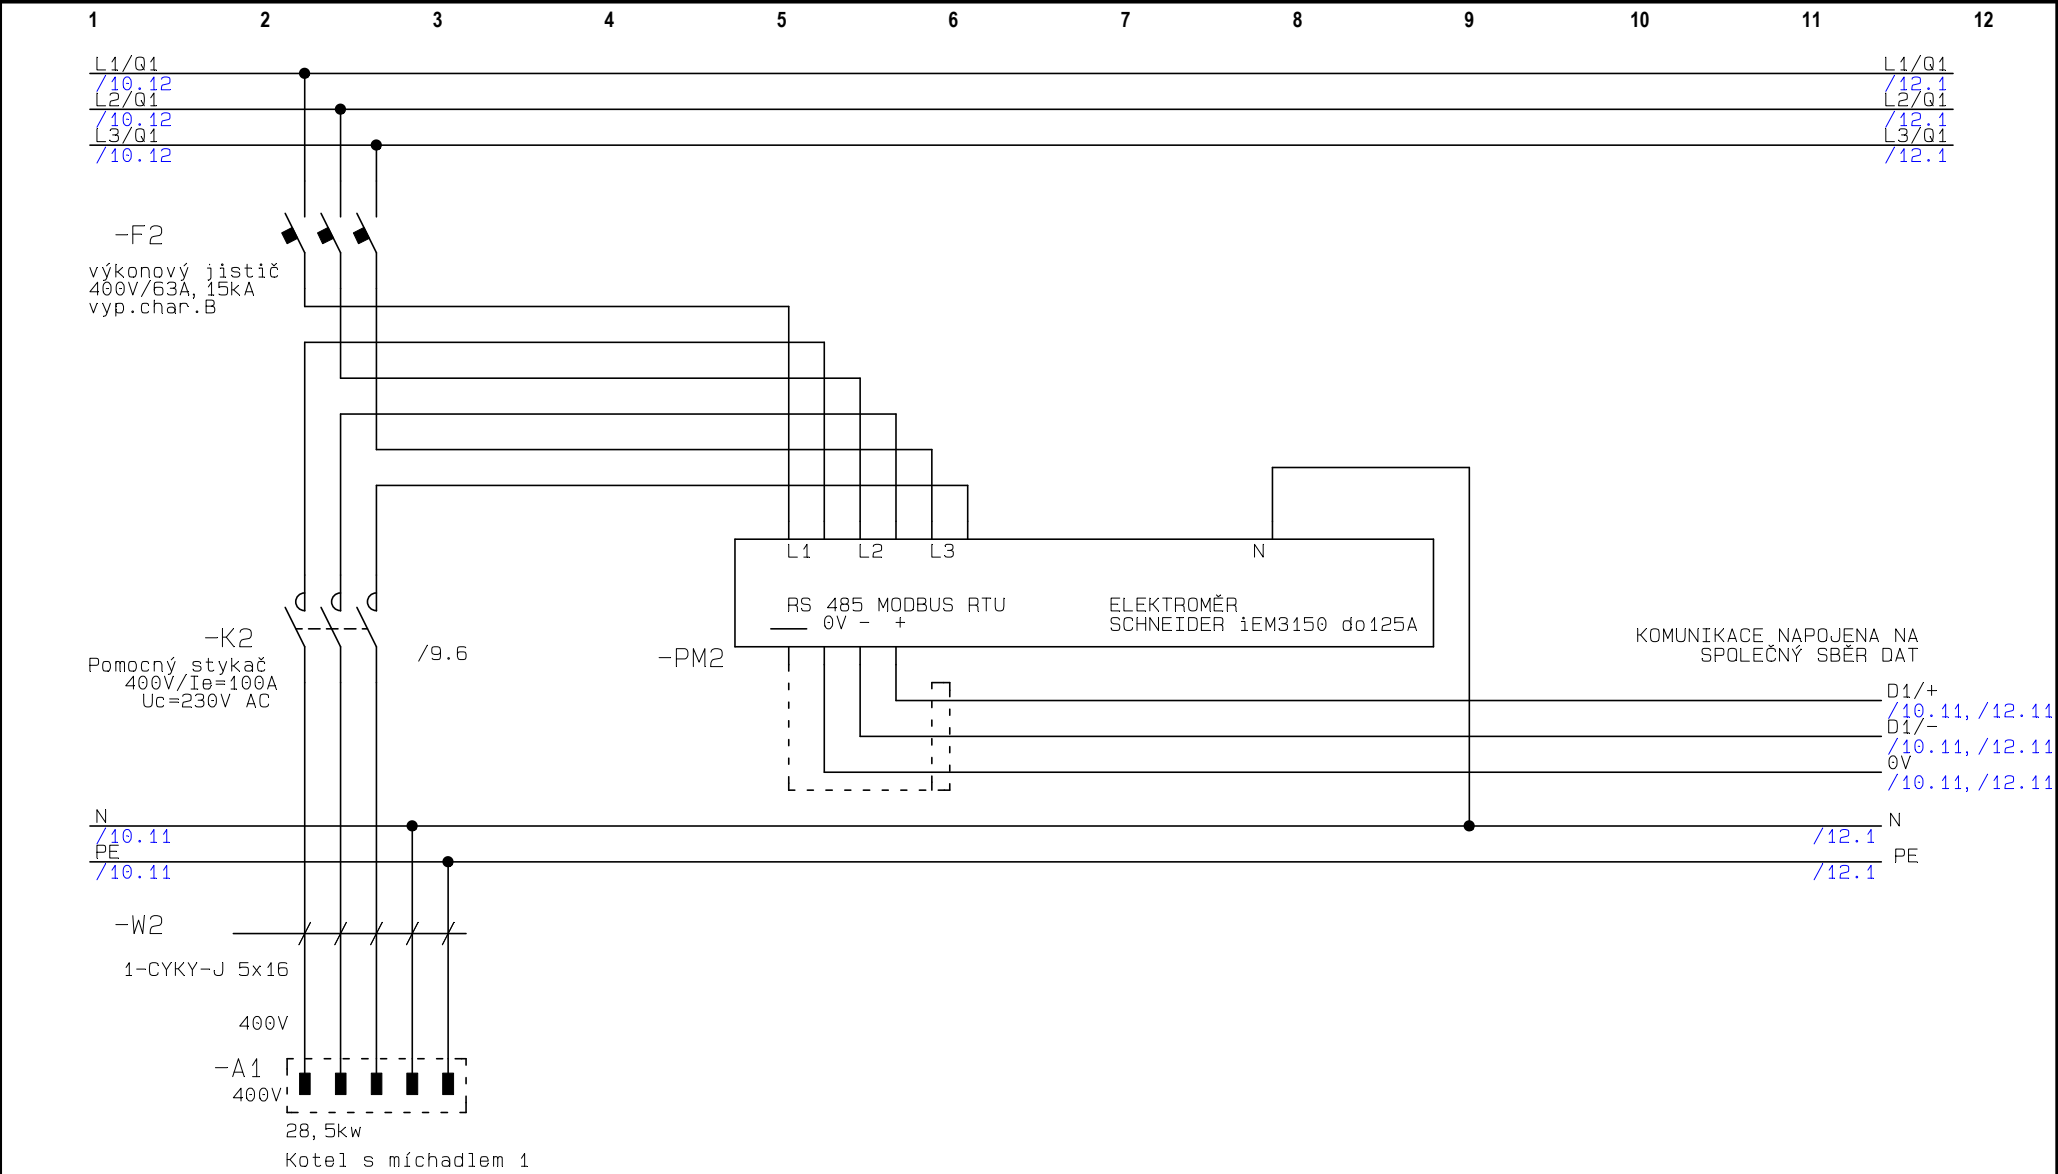 1 2 3 4 5 6 7 8 9 10 11 12
L1/Q1 L1/Q1
/10.12 /12.1
L2/Q1 L2/Q1
/10.12 /12.1
L3/Q1 L3/Q1
/10.12 /12.1
-F2
výkonový jistič
400V/63A, 15kA
vyp.char.B
L1 L2 L3 N
RS 485 MODBUS RTU ELEKTROMĚR
0V - + SCHNEIDER iEM3150 do125A
-K2
/9.6
-PM2
KOMUNIKACE NAPOJENA NA
SPOLEČNÝ SBĚR DAT
Pomocný stykač
400V/Ie=100A
Uc=230V AC
D1/+
/10.11, /12.11
D1/-
/10.11, /12.11
0V
/10.11, /12.11
N N
/10.11 /12.1
PE PE
/10.11 /12.1
-W2
1-CYKY-J 5x16
400V
-A1
400V
28,5kw
Kotel s míchadlem 1